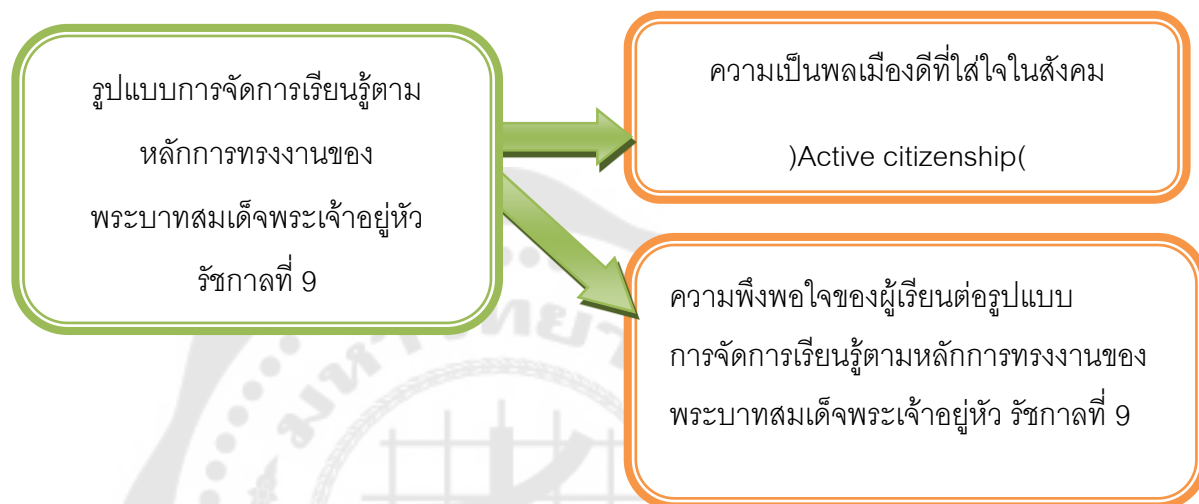 รูปแบบการจัดการเรียนรู้ตาม
หลักการทรงงานของ
พระบาทสมเด็จพระเจ้าอยู่หัว
รัชกาลที่ 9
ความเป็นพลเมืองดีที่ใส่ใจในสังคม
)Active citizenship(
ความพึงพอใจของผู้เรียนต่อรูปแบบ
การจัดการเรียนรู้ตามหลักการทรงงานของ
พระบาทสมเด็จพระเจ้าอยู่หัว รัชกาลที่ 9